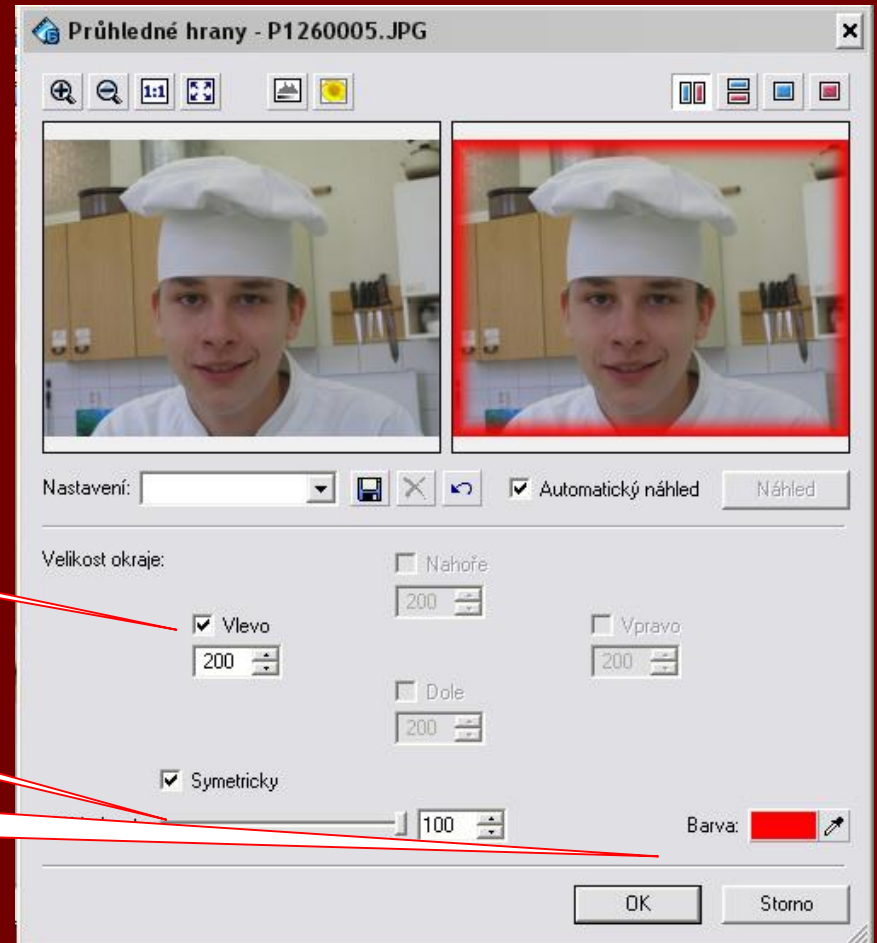 Průhledné hrany - P1260005.JPG
1:1
Nastavení:
Automatický náhled
Náhled
Velikost okraje:
Nahoře
200
Vlevo
200
Vpravo
200
Dole
200
Symetricky
100
Barva:
OK
Storno